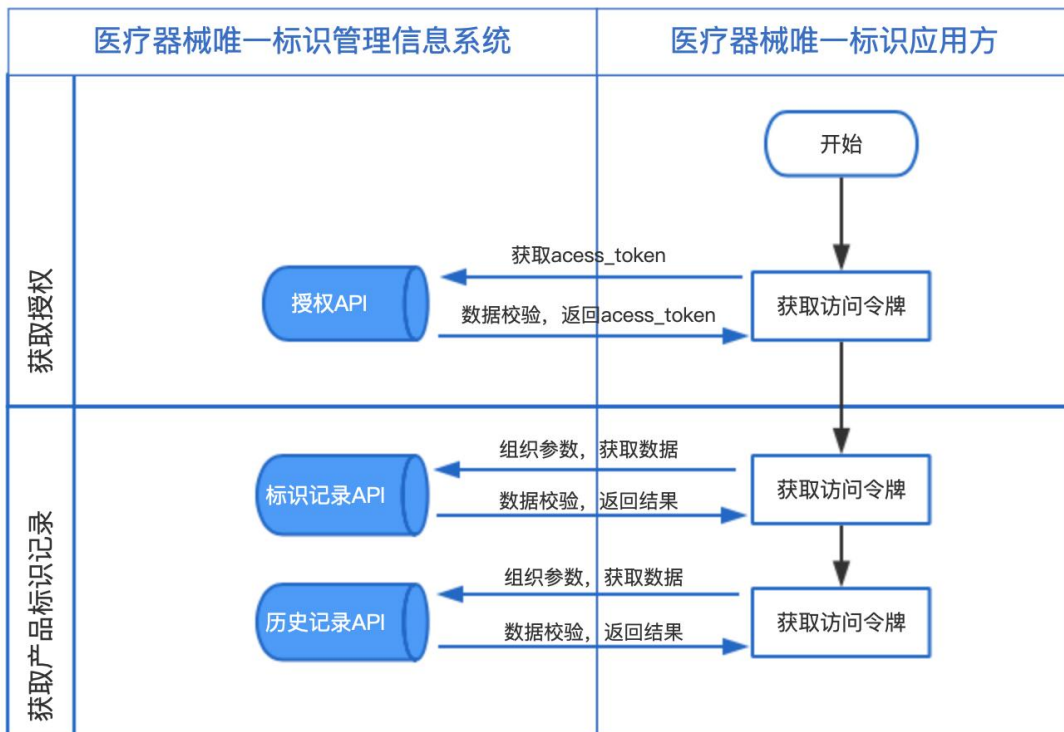 医疗器械唯一标识管理信息系统
医疗器械唯一标识应用方
获取授权
开始
获取acess_token
授权API
获取访问令牌
数据校验，返回acess_token
获取产品标识记录
组织参数，获取数据
标识记录API
获取访问令牌
数据校验，返回结果
组织参数，获取数据
历史记录API
获取访问令牌
数据校验，返回结果